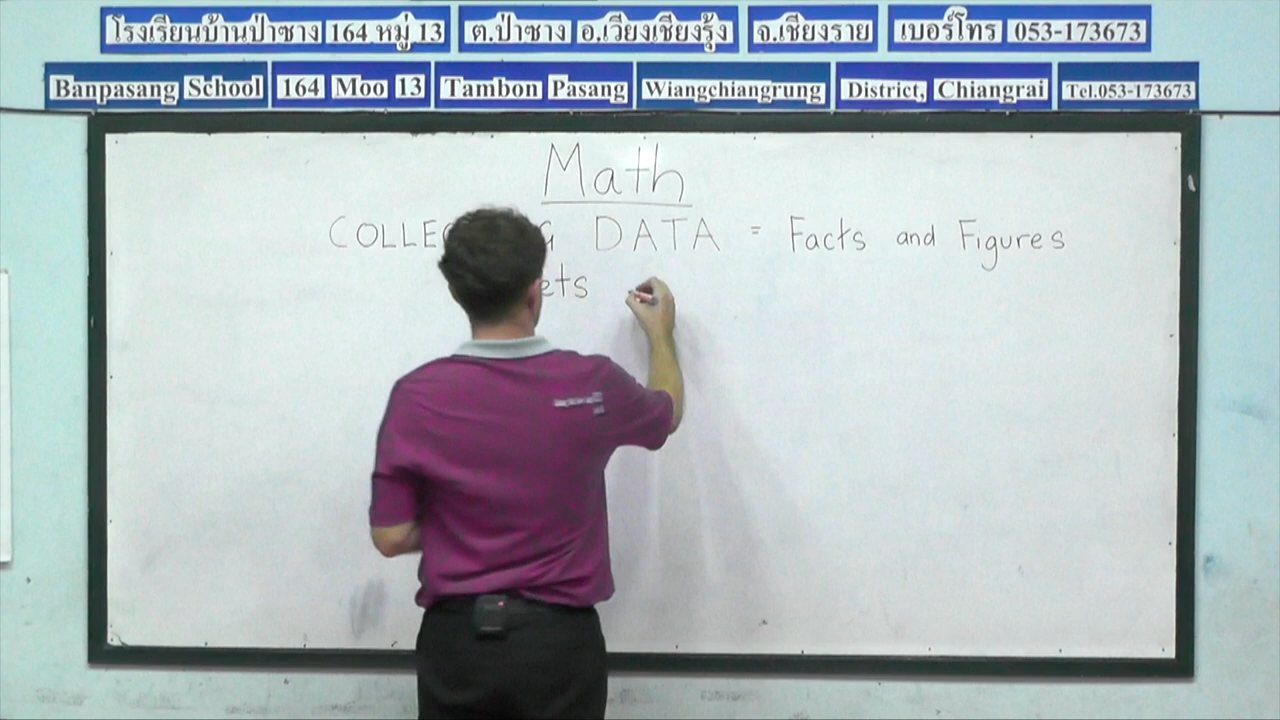 โรงเรียนบ้านป่าซาง 164 หมู่ 13 ต.ป่าซาง อ.เวียงเชียงรุ้ง จ.เชียงราย เบอร์โทร 053-173673
Banpasang School 164 Moo 13 Tambon Pasang Wiangchiangrung District, Chiangrai Tel.053-173673
Math
DATA = Facts and Figures